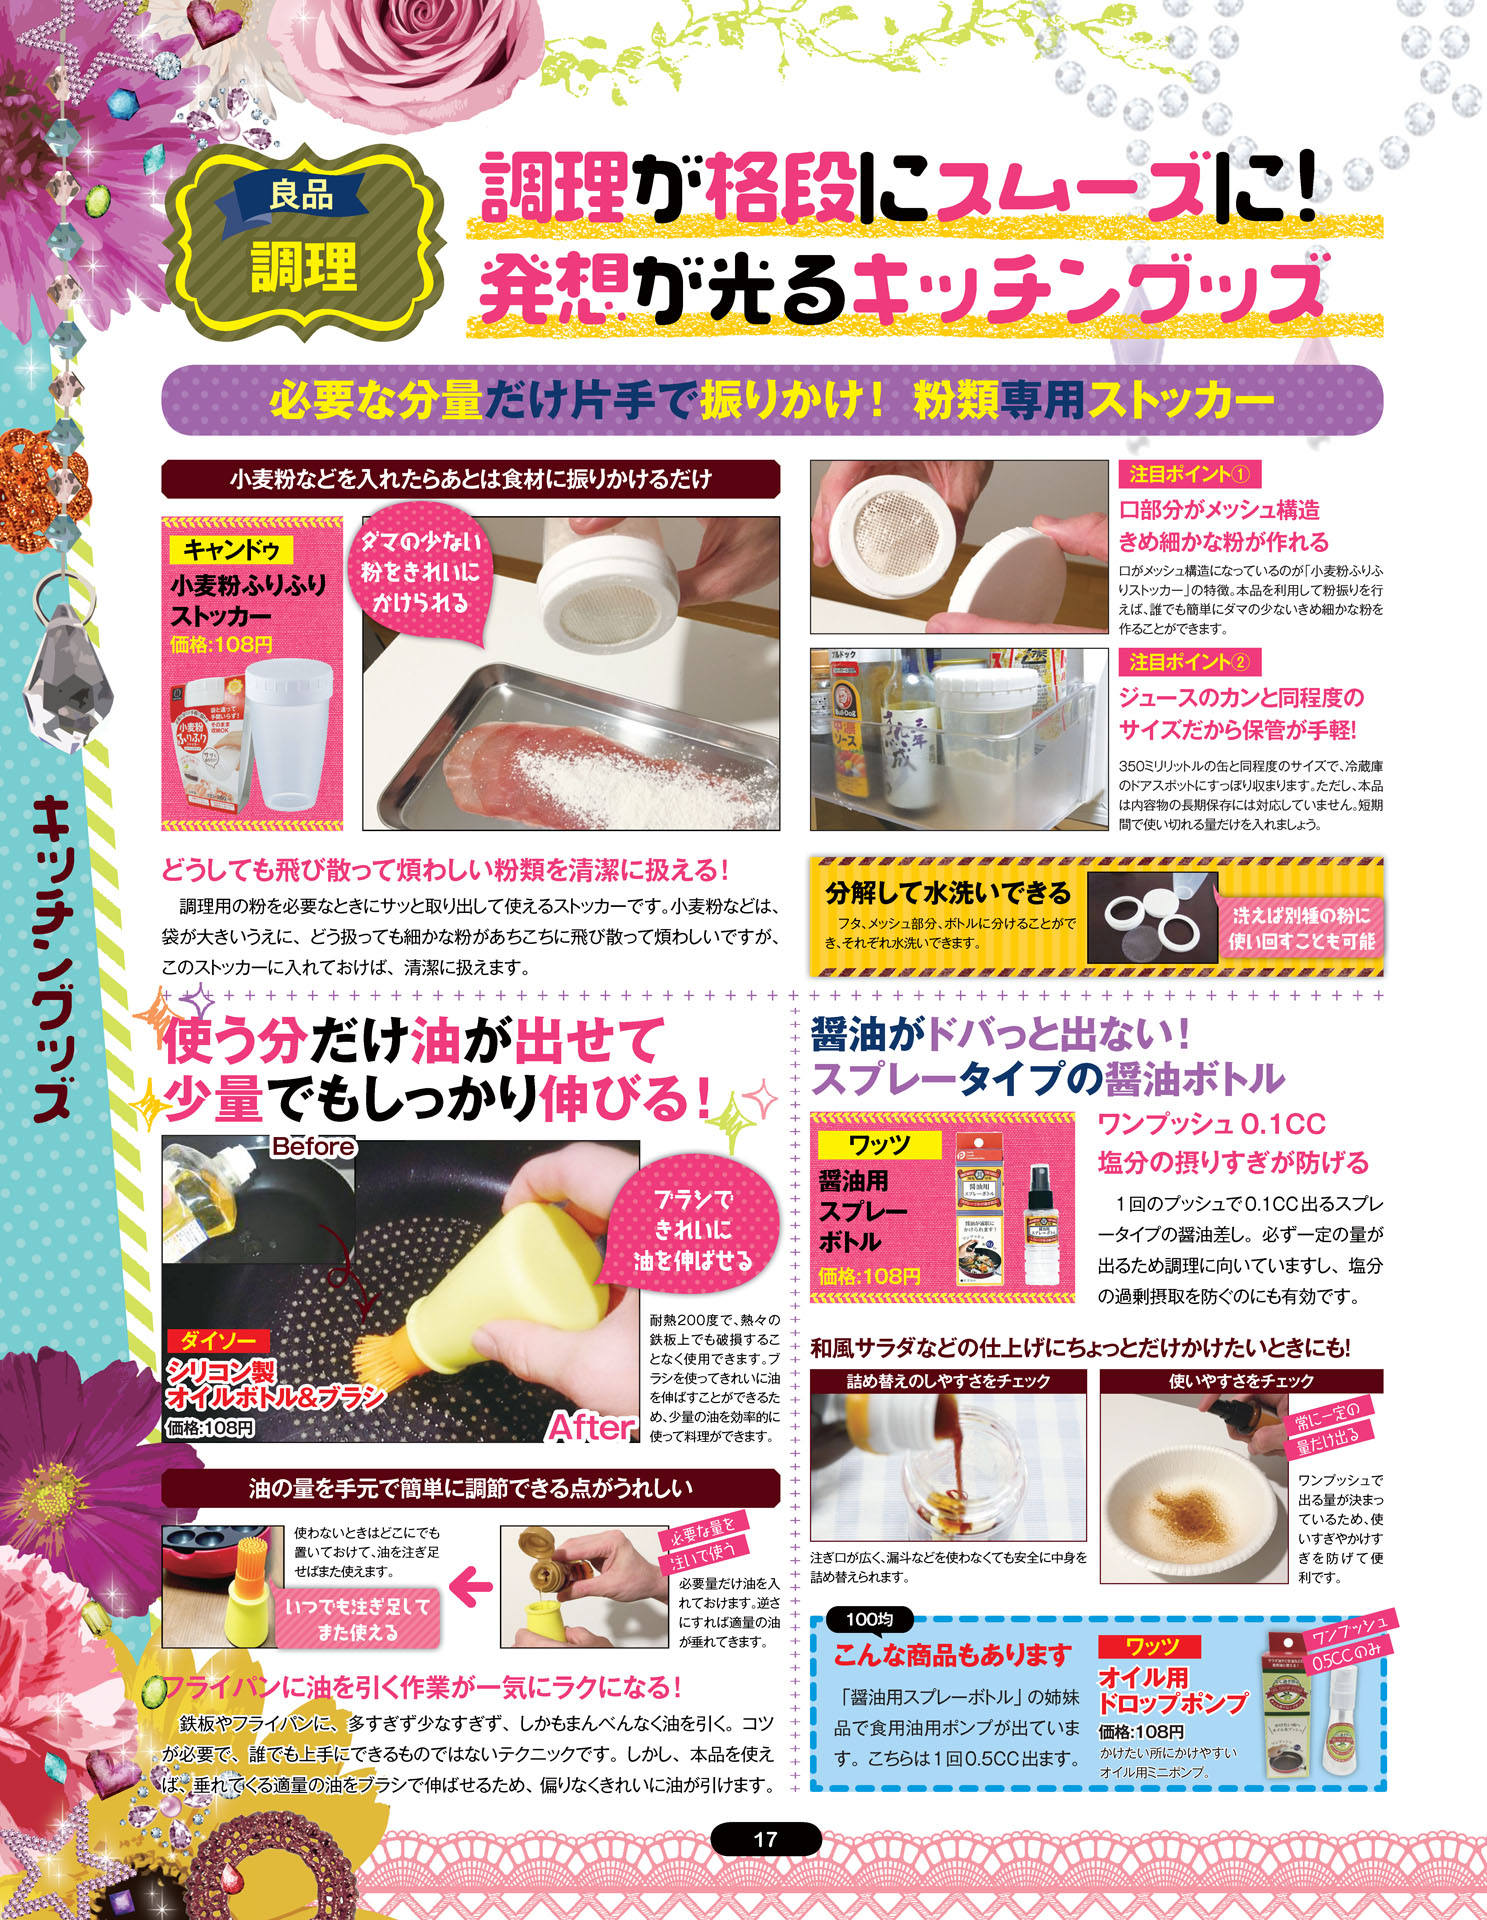 良品
調理
調理が格段にスムーズに!
発想が光るキッチングッズ
必要な分量だけ片手で振りかけ! 粉類専用ストッカー
小麦粉などを入れたらあとは食材に振りかけるだけ
キャンドゥ
小麦粉ふりふり
ストッカー
価格:108円
小麦粉
ふりふり
ダマの少ない
粉をきれいに
かけられる
注目ポイント①
口部分がメッシュ構造
きめ細かな粉が作れる
口がメッシュ構造になっているのが「小麦粉ふりふ
りストッカー」の特徴。本品を利用して粉振りを行
えば、誰でも簡単にダマの少ないきめ細かな粉を
作ることができます。
ブルドック
Bull-Dog
中濃
ソース
三年
熟成
注目ポイント②
ジュースのカンと同程度の
サイズだから保管が手軽!
350ミリリットルの缶と同程度のサイズで、冷蔵庫
のドアスポットにすっぽり収まります。ただし、本品
は内容物の長期保存には対応していません。短期
間で使い切れる量だけを入れましょう。
どうしても飛び散って煩わしい粉類を清潔に扱える!
調理用の粉を必要なときにサッと取り出して使えるストッカーです。小麦粉などは、
袋が大きいうえに、どう扱っても細かな粉があちこちに飛び散って煩わしいですが、
このストッカーに入れておけば、清潔に扱えます。
分解して水洗いできる
フタ、メッシュ部分、ボトルに分けることがで
き、それぞれ水洗いできます。
洗えば別種の粉に
使い回すことも可能
キッチングッズ
使う分だけ油が出せて
少量でもしっかり伸びる!
Before
ブラシで
きれいに
油を伸ばせる
ダイソー
シリコン製
オイルボトル&ブラシ
価格:108円
After
耐熱200度で、熱々の
鉄板上でも破損するこ
となく使用できます。ブ
ラシを使ってきれいに油
を伸ばすことができるた
め、少量の油を効率的に
使って料理ができます。
油の量を手元で簡単に調節できる点がうれしい
使わないときはどこにでも
置いておけて、油を注ぎ足
せばまた使えます。
いつでも注ぎ足して
また使える
必要な量を
注いで使う
必要量だけ油を入
れておけます。逆さ
にすれば適量の油
が垂れてきます。
フライパンに油を引く作業が一気にラクになる!
鉄板やフライパンに、多すぎず少なすぎず、しかもまんべんなく油を引く。コツ
が必要で、誰でも上手にできるものではないテクニックです。しかし、本品を使え
ば、垂れてくる適量の油をブラシで伸ばせるため、偏りなくきれいに油が引けます。
醤油がドバっと出ない!
スプレータイプの醤油ボトル
ワッツ
醤油用
スプレー
ボトル
価格:108円
醤油用
スプレーボトル
ワンプッシュ0.1CC
塩分の摂りすぎが防げる
1回のプッシュで0.1CC出るスプレ
ータイプの醤油差し。必ず一定の量が
出るため調理に向いていますし、塩分
の過剰摂取を防ぐのにも有効です。
和風サラダなどの仕上げにちょっとだけかけたいときにも!
詰め替えのしやすさをチェック
注ぎ口が広く、漏斗などを使わなくても安全に中身を
詰め替えられます。
使いやすさをチェック
常に一定の
量だけ出る
ワンプッシュで
出る量が決まっ
ているため、使
いすぎやかけす
ぎを防げて便
利です。
100均
こんな商品もあります
「醤油用スプレーボトル」の姉妹
品で食用油用ポンプが出ていま
す。こちらは1回0.5CC出ます。
ワッツ
オイル用
ドロップポンプ
価格:108円
かけたい所にかけやすい
オイル用ミニポンプ。
ワンプッシュ
0.5CCのみ
17